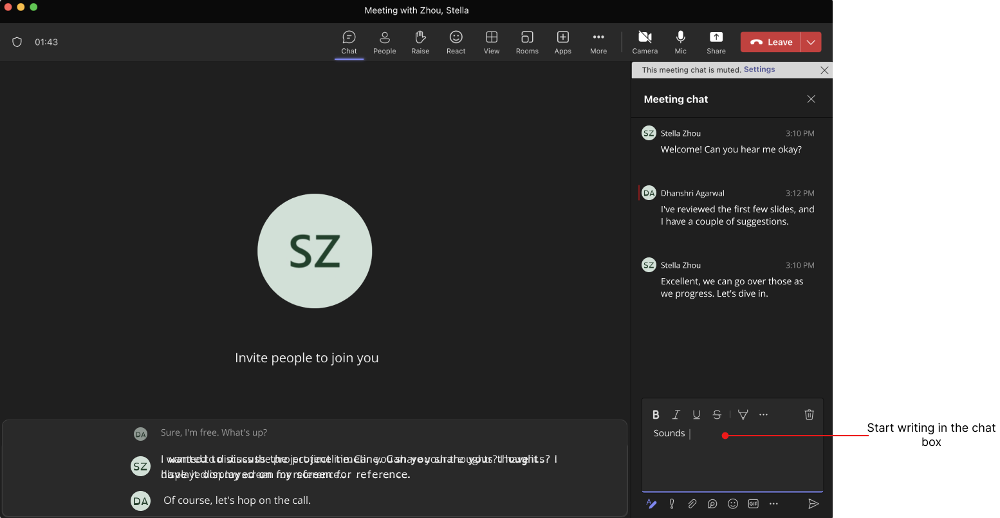 Meeting with Zhou, Stella
01:43
Chat
People
Raise
React
View
Rooms
Apps
More
Camera
Mic
Share
Leave
This meeting chat is muted. Settings
Meeting chat
SZ Stella Zhou 3:10 PM
Welcome! Can you hear me okay?
DA Dhanshri Agarwal 3:12 PM
I've reviewed the first few slides, and
I have a couple of suggestions.
SZ Stella Zhou 3:10 PM
Excellent, we can go over those as
we progress. Let's dive in.
SZ
Invite people to join you
DA Sure, I'm free. What's up?
SZ
DA Of course, let's hop on the call.
B I U S
Sounds
GIF
Start writing in the chat
box